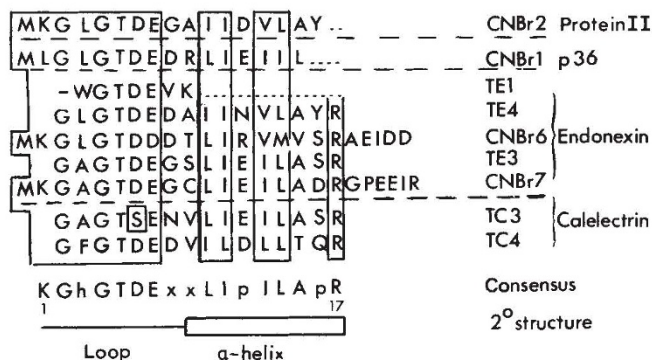 MKGLGTDEGAIIDVLAY.. CNBr2 Protein II
MLGLGTDEDRLIEIIL.... CNBr1 p36
-WGTDEVK.............. TE1
GLGTDEDAIINVLAYR TE4
MKGLGTDDDTLIRVMVSRAEIDD CNBr6 Endonexin
GAGTDEGSLIEILASR TE3
MKGAGTDEGCLIEILADRGPEEIR CNBr7
GAGTSENVLIEILASR TC3 Calelectrin
GFGTDEDVILDLLTQR TC4
KGhGTDExxLIpILApR Consensus
1 17
2° structure
Loop α-helix